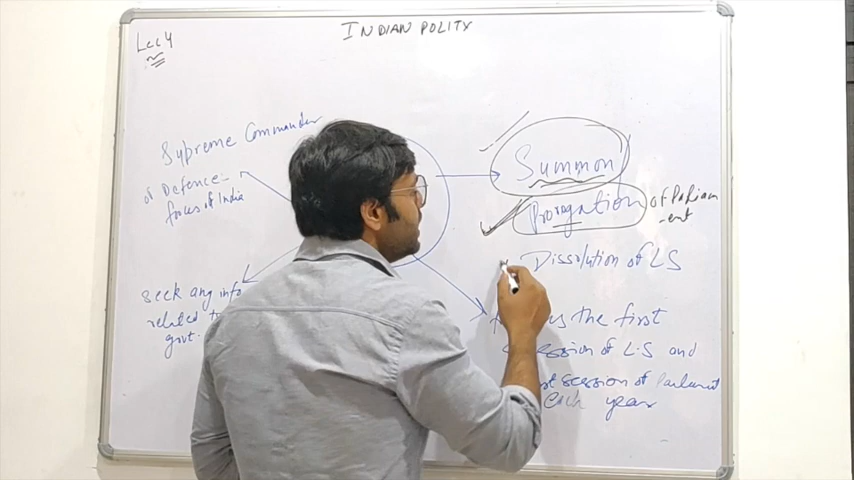 Lec 4
INDIAN POLITY
Supreme Commander
of Defence
forces of India
Seek any info
related to
govt.
Summon
Prorogation of Parliam
-ent
Dissolution of LS
the first
session of L.S and
session of Parliament
each year